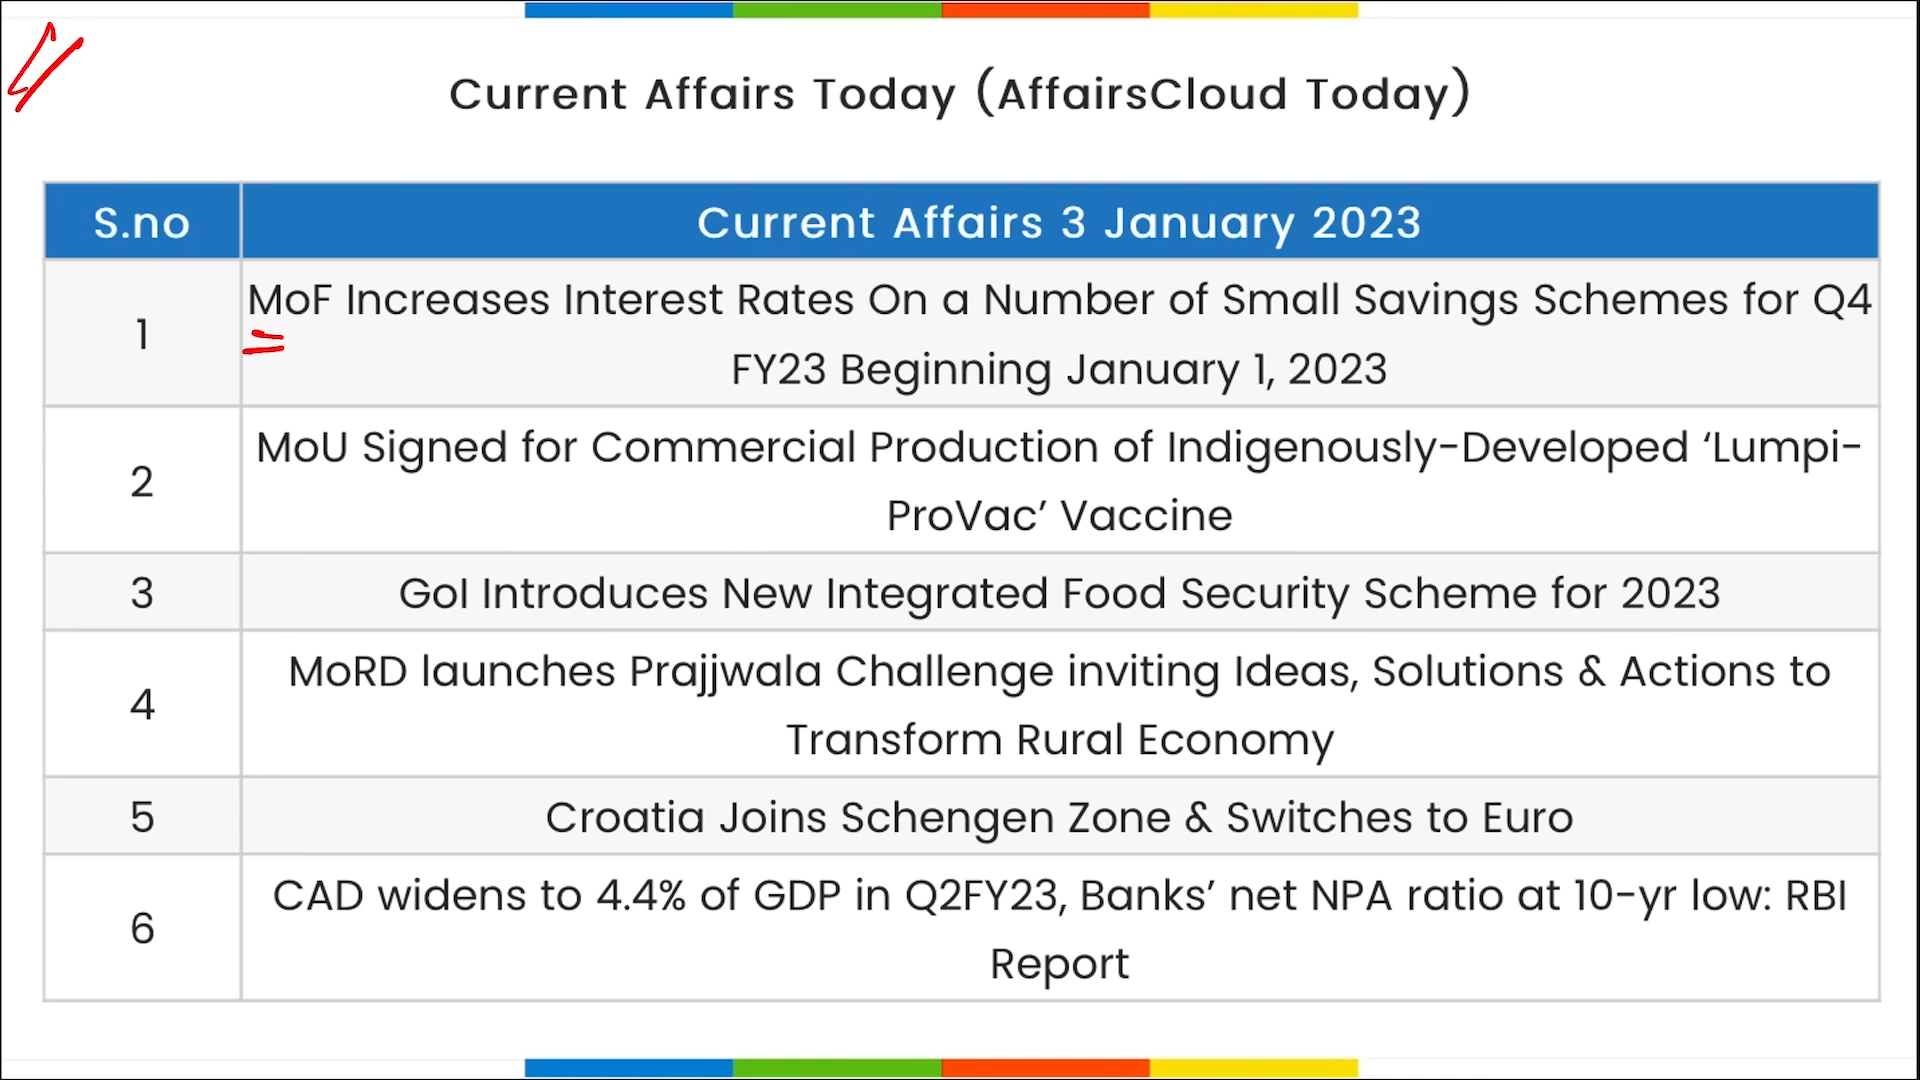 Current Affairs Today (AffairsCloud Today)
S.no
Current Affairs 3 January 2023
1
MoF Increases Interest Rates On a Number of Small Savings Schemes for Q4
FY23 Beginning January 1, 2023
2
MoU Signed for Commercial Production of Indigenously-Developed ‘Lumpi-
ProVac’ Vaccine
3
GoI Introduces New Integrated Food Security Scheme for 2023
4
MoRD launches Prajjwala Challenge inviting Ideas, Solutions & Actions to
Transform Rural Economy
5
Croatia Joins Schengen Zone & Switches to Euro
6
CAD widens to 4.4% of GDP in Q2FY23, Banks’ net NPA ratio at 10-yr low: RBI
Report